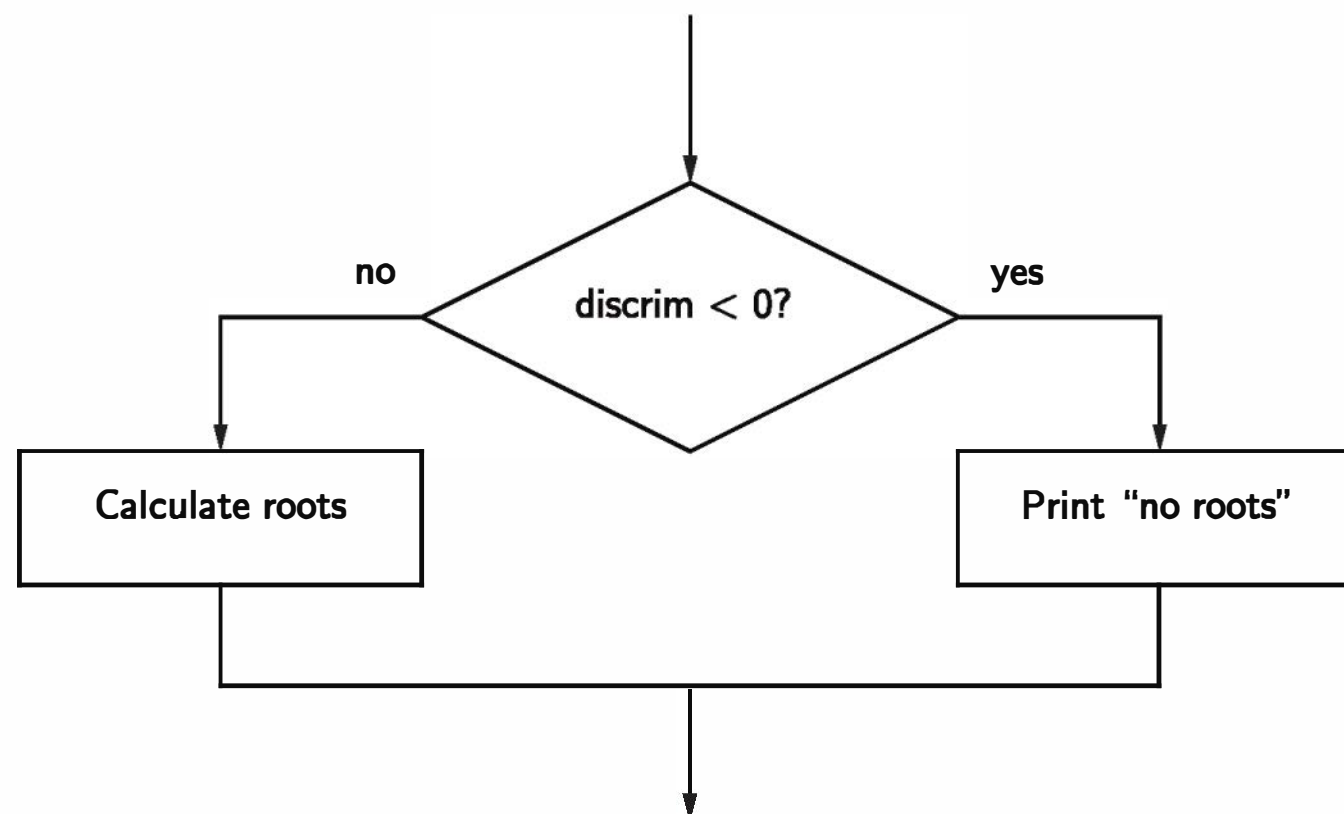 no
yes
discrim < 0?
Calculate roots
Print “no roots”